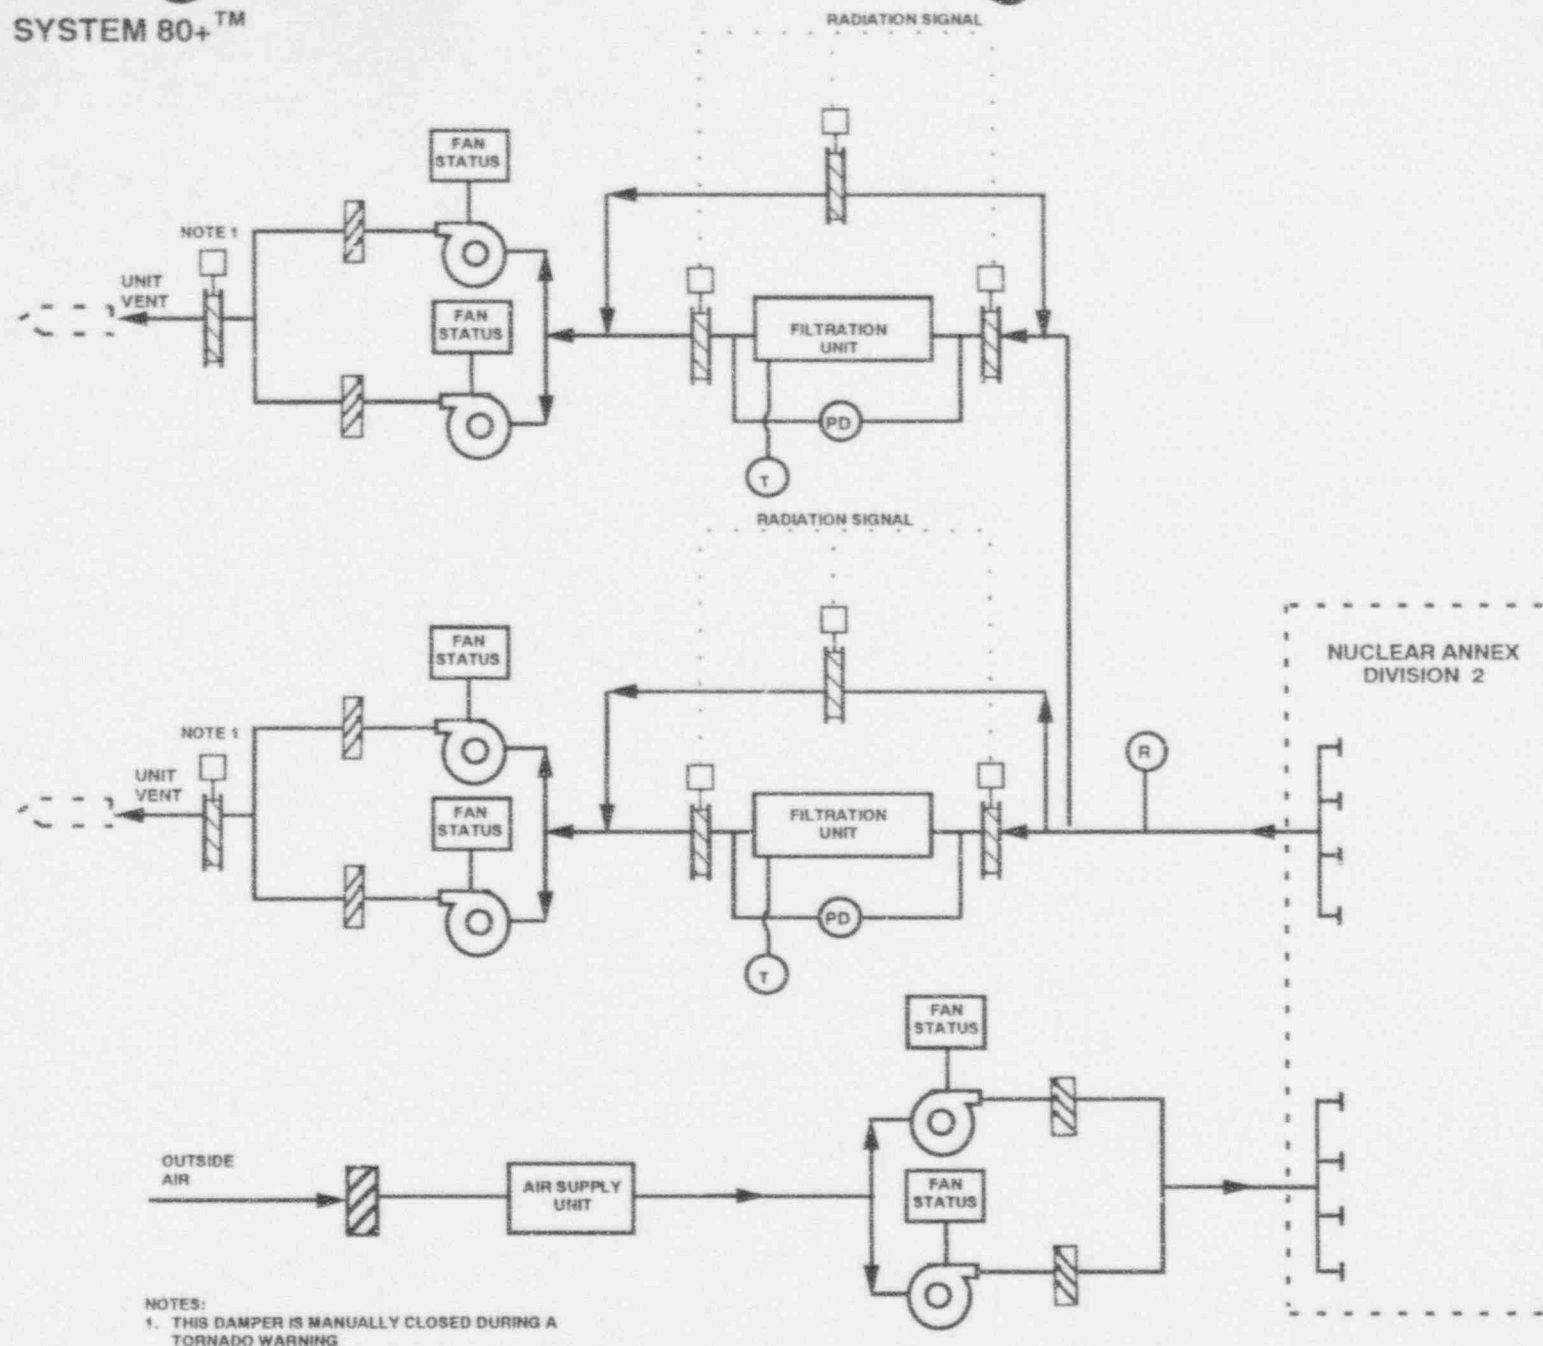 SYSTEM 80+™
RADIATION SIGNAL
FAN
STATUS
NOTE 1
UNIT
VENT
FAN
STATUS
FILTRATION
UNIT
PD
T
RADIATION SIGNAL
FAN
STATUS
NUCLEAR ANNEX
DIVISION 2
NOTE 1
R
UNIT
VENT
FAN
STATUS
FILTRATION
UNIT
PD
T
FAN
STATUS
OUTSIDE
AIR
AIR SUPPLY
UNIT
FAN
STATUS
NOTES:
1. THIS DAMPER IS MANUALLY CLOSED DURING A
TORNADO WARNING